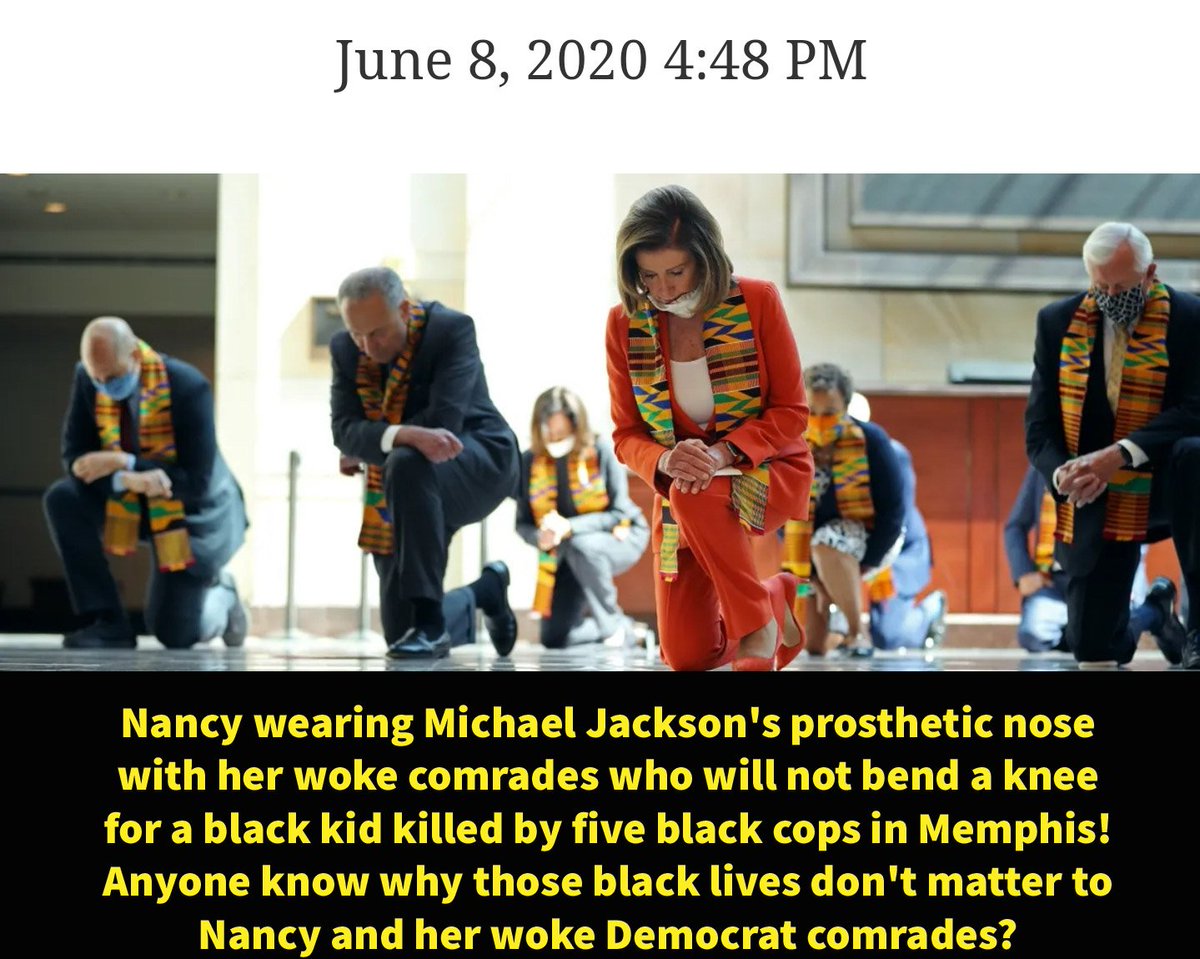 June 8, 2020 4:48 PM
Nancy wearing Michael Jackson's prosthetic nose
with her woke comrades who will not bend a knee
for a black kid killed by five black cops in Memphis!
Anyone know why those black lives don't matter to
Nancy and her woke Democrat comrades?